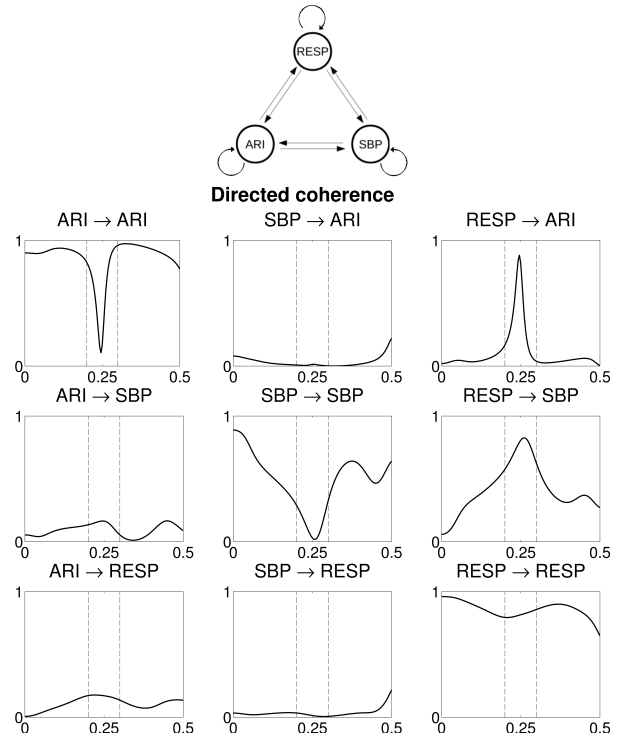 RESP
ARI SBP
Directed coherence
ARI → ARI SBP → ARI RESP → ARI
1 1 1
0 0 0
0 0.25 0.5 0 0.25 0.5 0 0.25 0.5
ARI → SBP SBP → SBP RESP → SBP
1 1 1
0 0 0
0 0.25 0.5 0 0.25 0.5 0 0.25 0.5
ARI → RESP SBP → RESP RESP → RESP
1 1 1
0 0 0
0 0.25 0.5 0 0.25 0.5 0 0.25 0.5